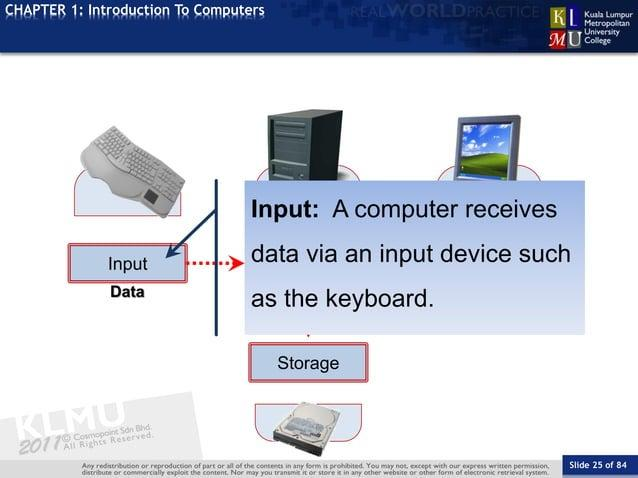 CHAPTER 1: Introduction To Computers
REALWORLDPRACTICE
KL
MU
Kuala Lumpur
Metropolitan
University
College
Input: A computer receives
data via an input device such
as the keyboard.
Input
Data
Storage
KLMU
2011 © Cosmopoint Sdn Bhd.
All Rights Reserved.
Any redistribution or reproduction of part or all of the contents in any form is prohibited. You may not, except with our express written permission,
distribute or commercially exploit the content. Nor may you transmit it or store it in any other website or other form of electronic retrieval system.
Slide 25 of 84